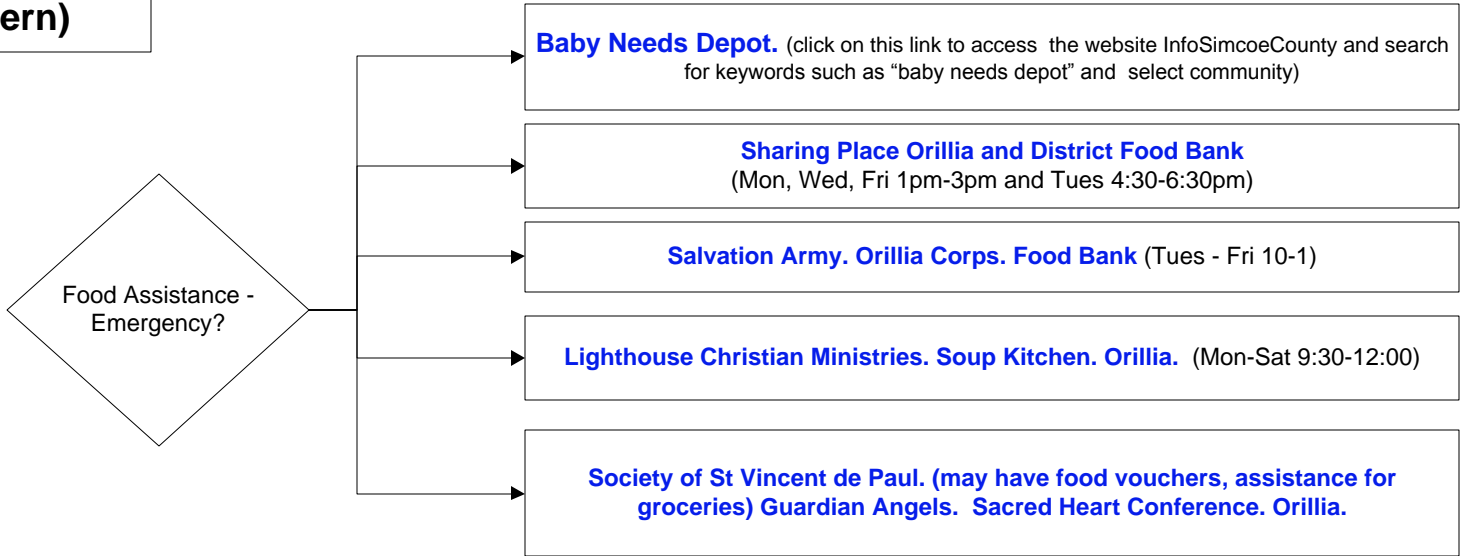 ern)
Baby Needs Depot. (click on this link to access the website InfoSimcoeCounty and search
for keywords such as “baby needs depot” and select community)
Sharing Place Orillia and District Food Bank
(Mon, Wed, Fri 1pm-3pm and Tues 4:30-6:30pm)
Salvation Army. Orillia Corps. Food Bank (Tues - Fri 10-1)
Food Assistance -
Emergency?
Lighthouse Christian Ministries. Soup Kitchen. Orillia. (Mon-Sat 9:30-12:00)
Society of St Vincent de Paul. (may have food vouchers, assistance for
groceries) Guardian Angels. Sacred Heart Conference. Orillia.